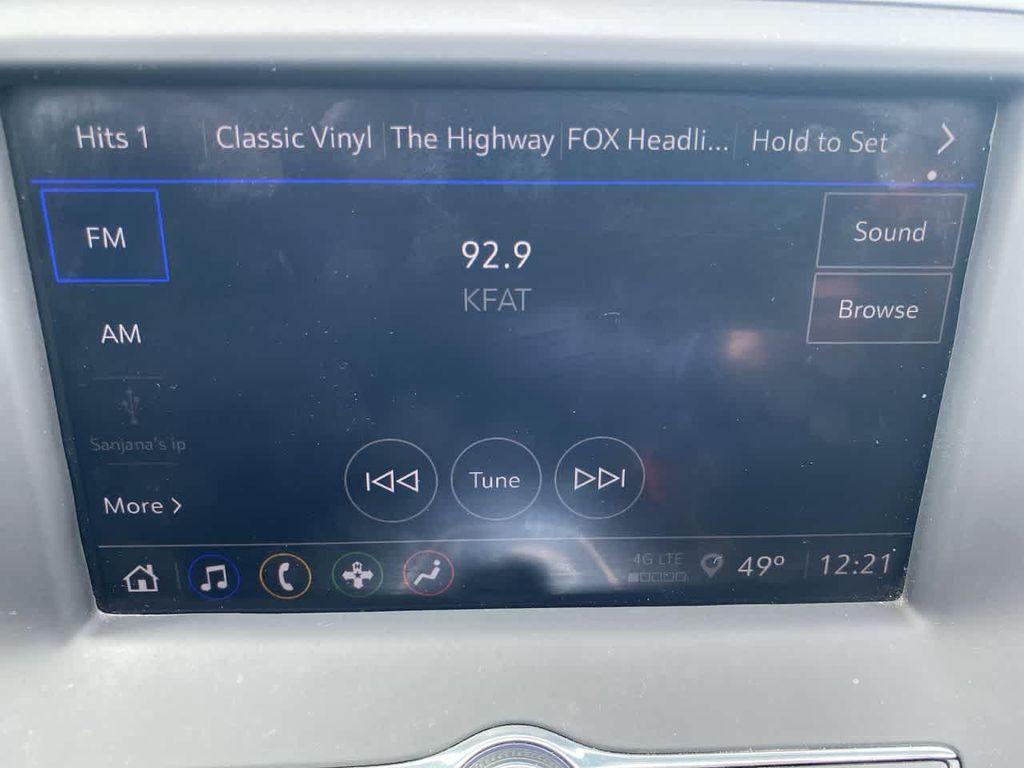 Hits 1 Classic Vinyl The Highway FOX Headli... Hold to Set
FM
92.9
KFAT
Sound
Browse
AM
Sanjana's ip
Tune
More
4G LTE
49°
12:21